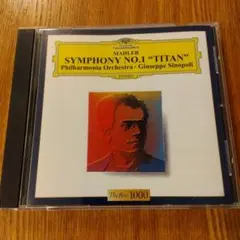 MAHLER
SYMPHONY NO.1 "TITAN"
Philharmonia Orchestra / Giuseppe Sinopoli
The Best 1000